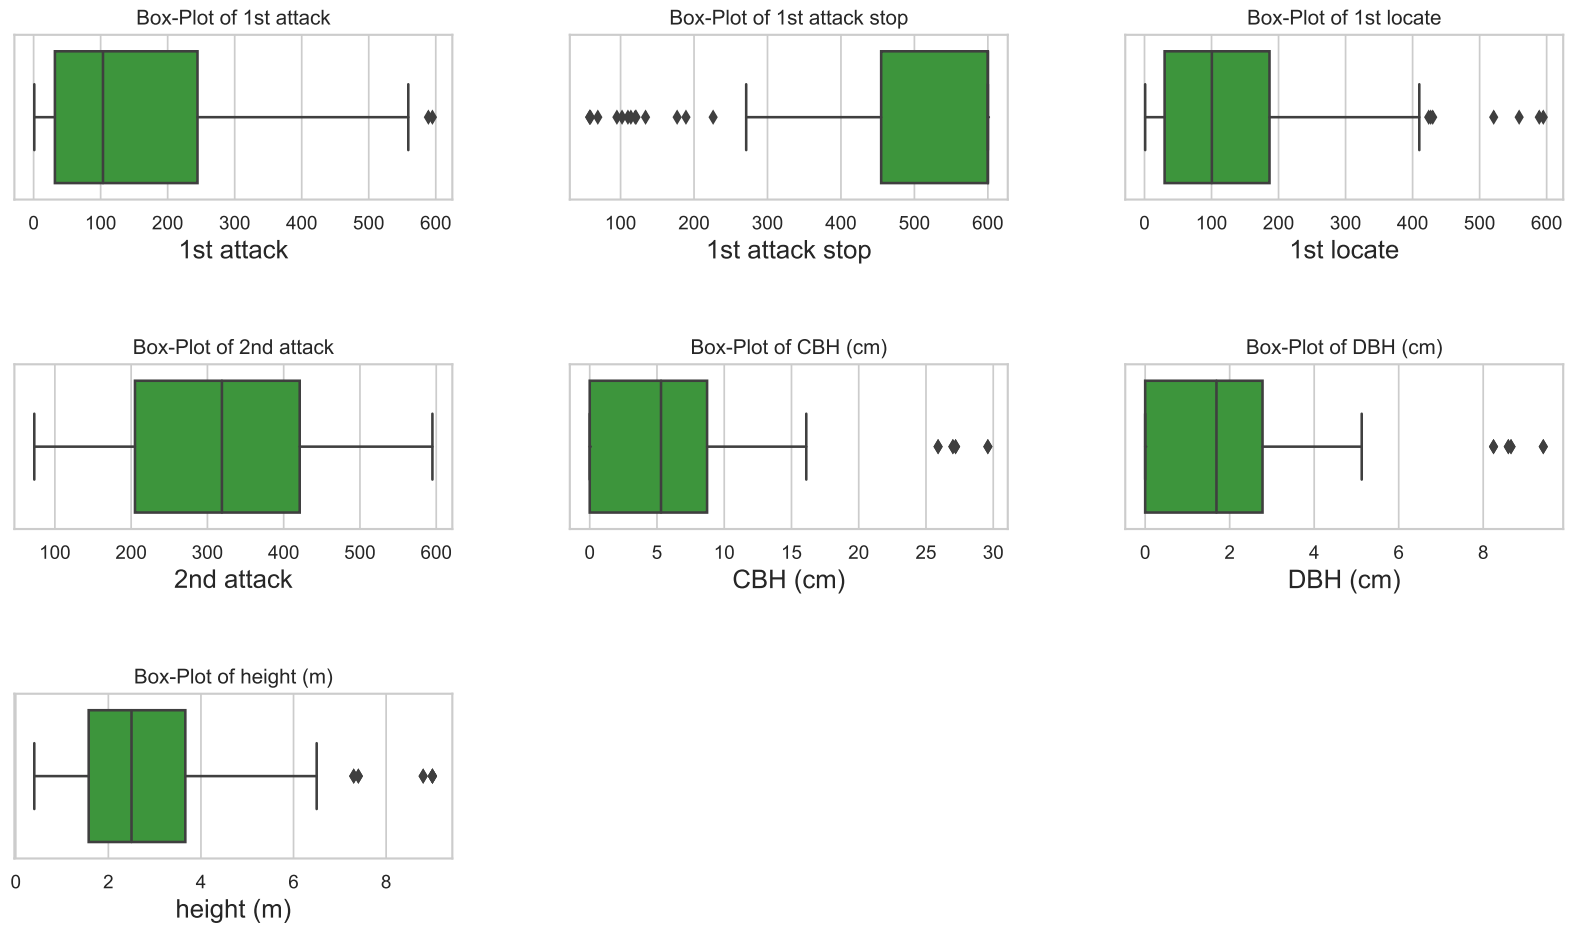 Box-Plot of 1st attack
0 100 200 300 400 500 600
1st attack
Box-Plot of 1st attack stop
100 200 300 400 500 600
1st attack stop
Box-Plot of 1st locate
0 100 200 300 400 500 600
1st locate
Box-Plot of 2nd attack
100 200 300 400 500 600
2nd attack
Box-Plot of CBH (cm)
0 5 10 15 20 25 30
CBH (cm)
Box-Plot of DBH (cm)
0 2 4 6 8
DBH (cm)
Box-Plot of height (m)
0 2 4 6 8
height (m)